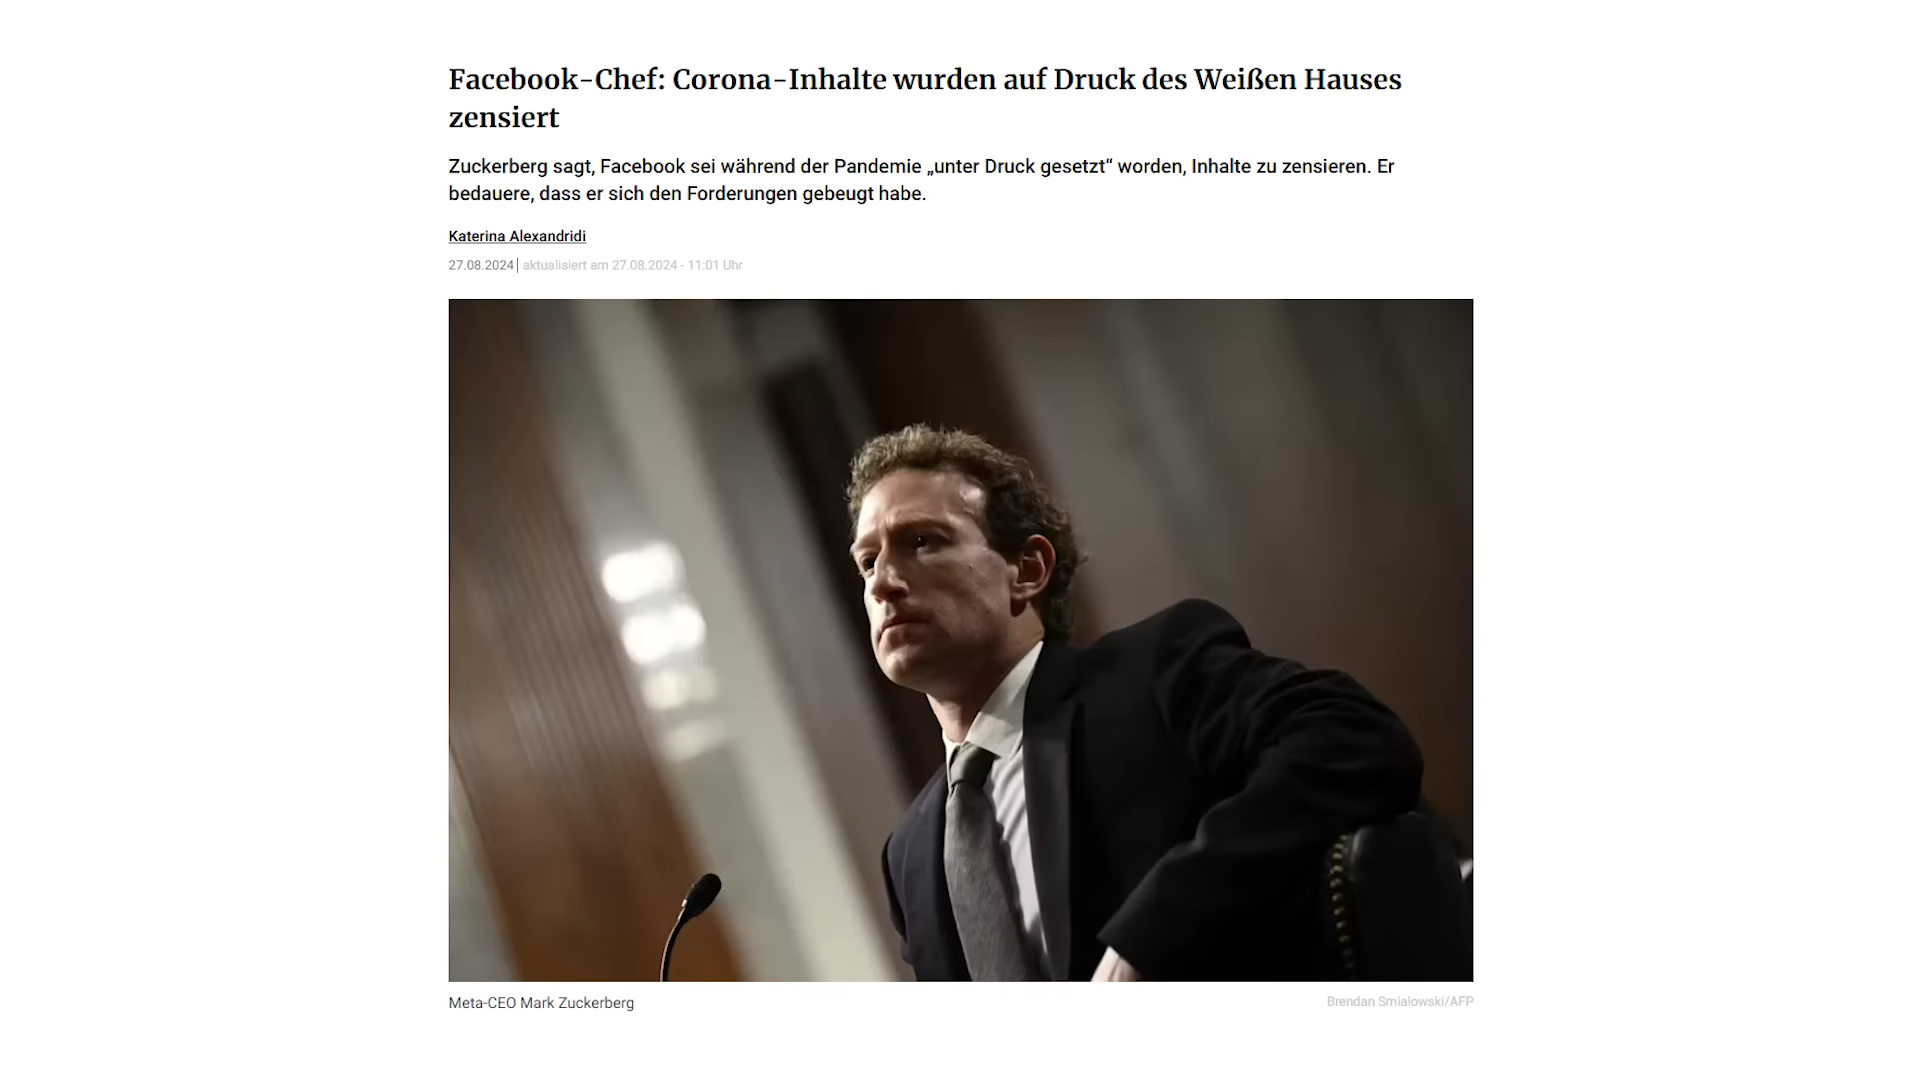 Facebook-Chef: Corona-Inhalte wurden auf Druck des Weißen Hauses
zensiert
Zuckerberg sagt, Facebook sei während der Pandemie „unter Druck gesetzt“ worden, Inhalte zu zensieren. Er
bedauere, dass er sich den Forderungen gebeugt habe.
Katerina Alexandridi
27.08.2024 | aktualisiert am 27.08.2024 - 11:01 Uhr
Meta-CEO Mark Zuckerberg
Brendan Smialowski/AFP